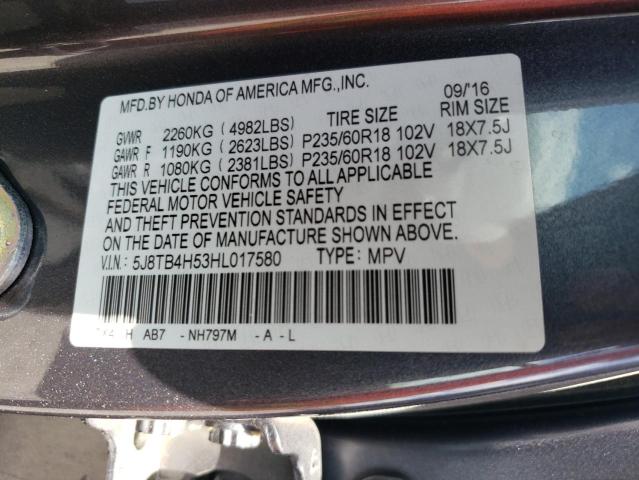 MFD.BY HONDA OF AMERICA MFG.,INC. 09/'16
TIRE SIZE RIM SIZE
GVWR 2260KG (4982LBS)
GAWR F 1190KG (2623LBS) P235/60R18 102V 18X7.5J
GAWR R 1080KG (2381LBS) P235/60R18 102V 18X7.5J
THIS VEHICLE CONFORMS TO ALL APPLICABLE
FEDERAL MOTOR VEHICLE SAFETY
AND THEFT PREVENTION STANDARDS IN EFFECT
ON THE DATE OF MANUFACTURE SHOWN ABOVE.
V.I.N.: 5J8TB4H53HL017580 TYPE: MPV
AB7 -NH797M -A -L